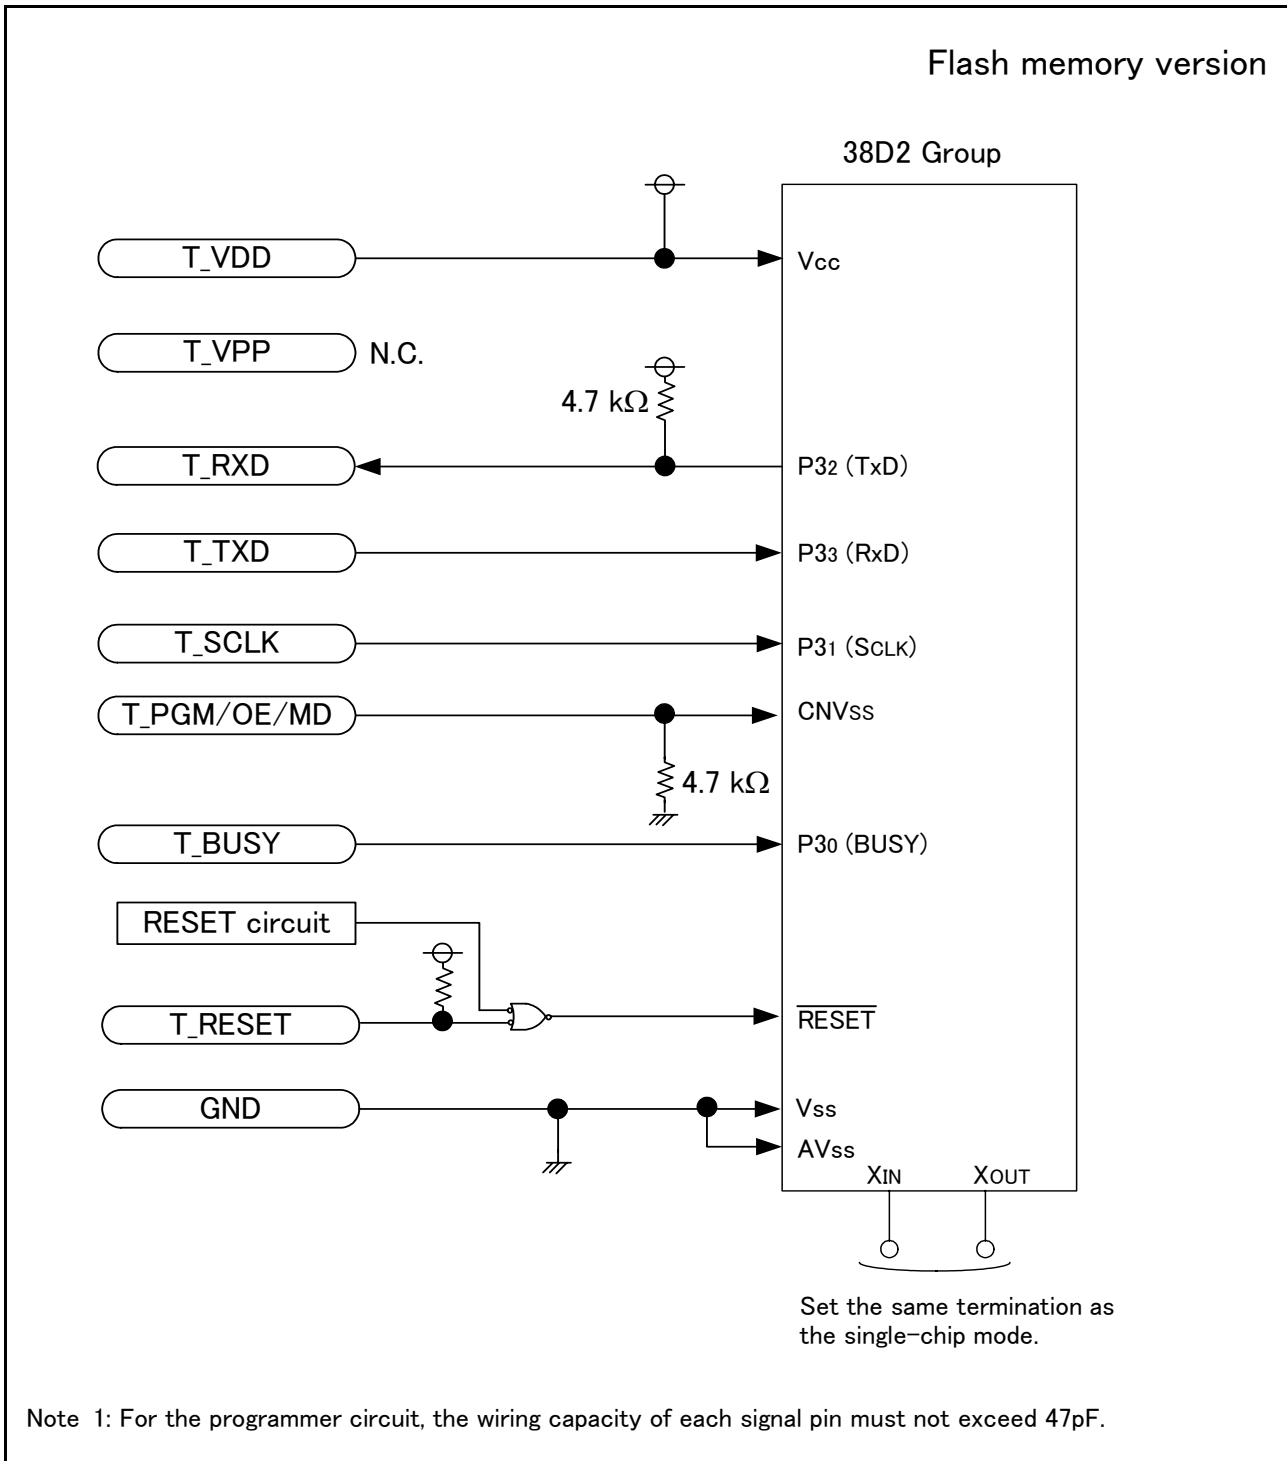 Flash memory version
38D2 Group
T_VDD
Vcc
T_VPP
N.C.
4.7 kΩ
T_RXD
P32 (TxD)
T_TXD
P33 (RxD)
T_SCLK
P31 (SCLK)
T_PGM/OE/MD
CNVSS
4.7 kΩ
T_BUSY
P30 (BUSY)
RESET circuit
T_RESET
RESET
GND
Vss
AVss
XIN
XOUT
Set the same termination as
the single-chip mode.
Note 1: For the programmer circuit, the wiring capacity of each signal pin must not exceed 47pF.